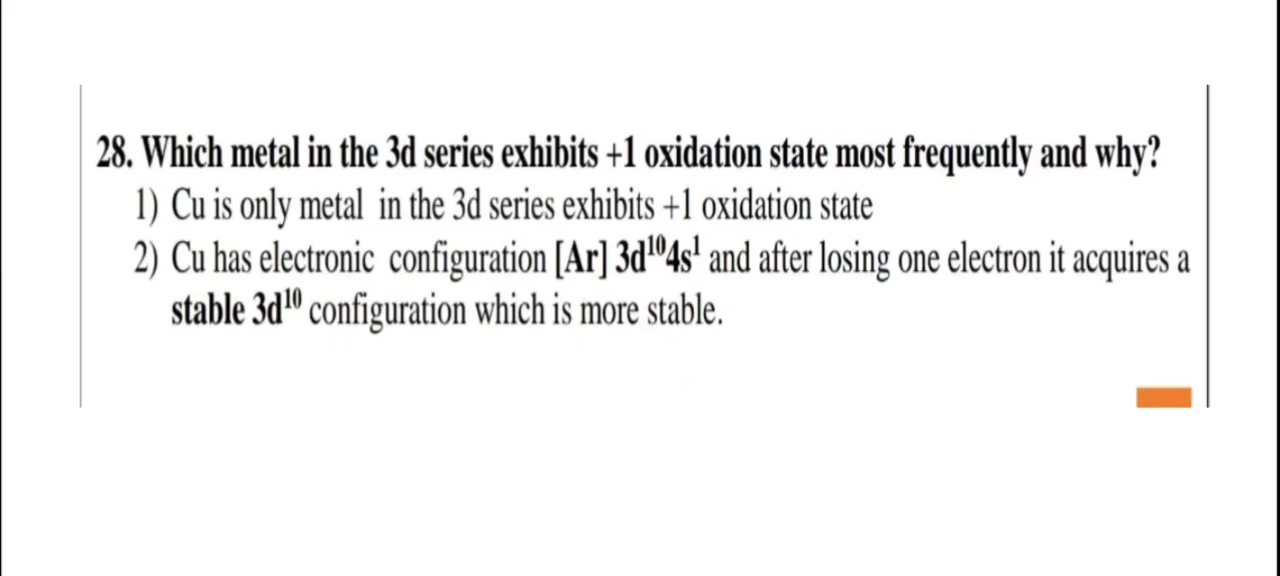 28. Which metal in the 3d series exhibits +1 oxidation state most frequently and why?
1) Cu is only metal in the 3d series exhibits +1 oxidation state
2) Cu has electronic configuration [Ar] 3d¹⁰4s¹ and after losing one electron it acquires a
stable 3d¹⁰ configuration which is more stable.